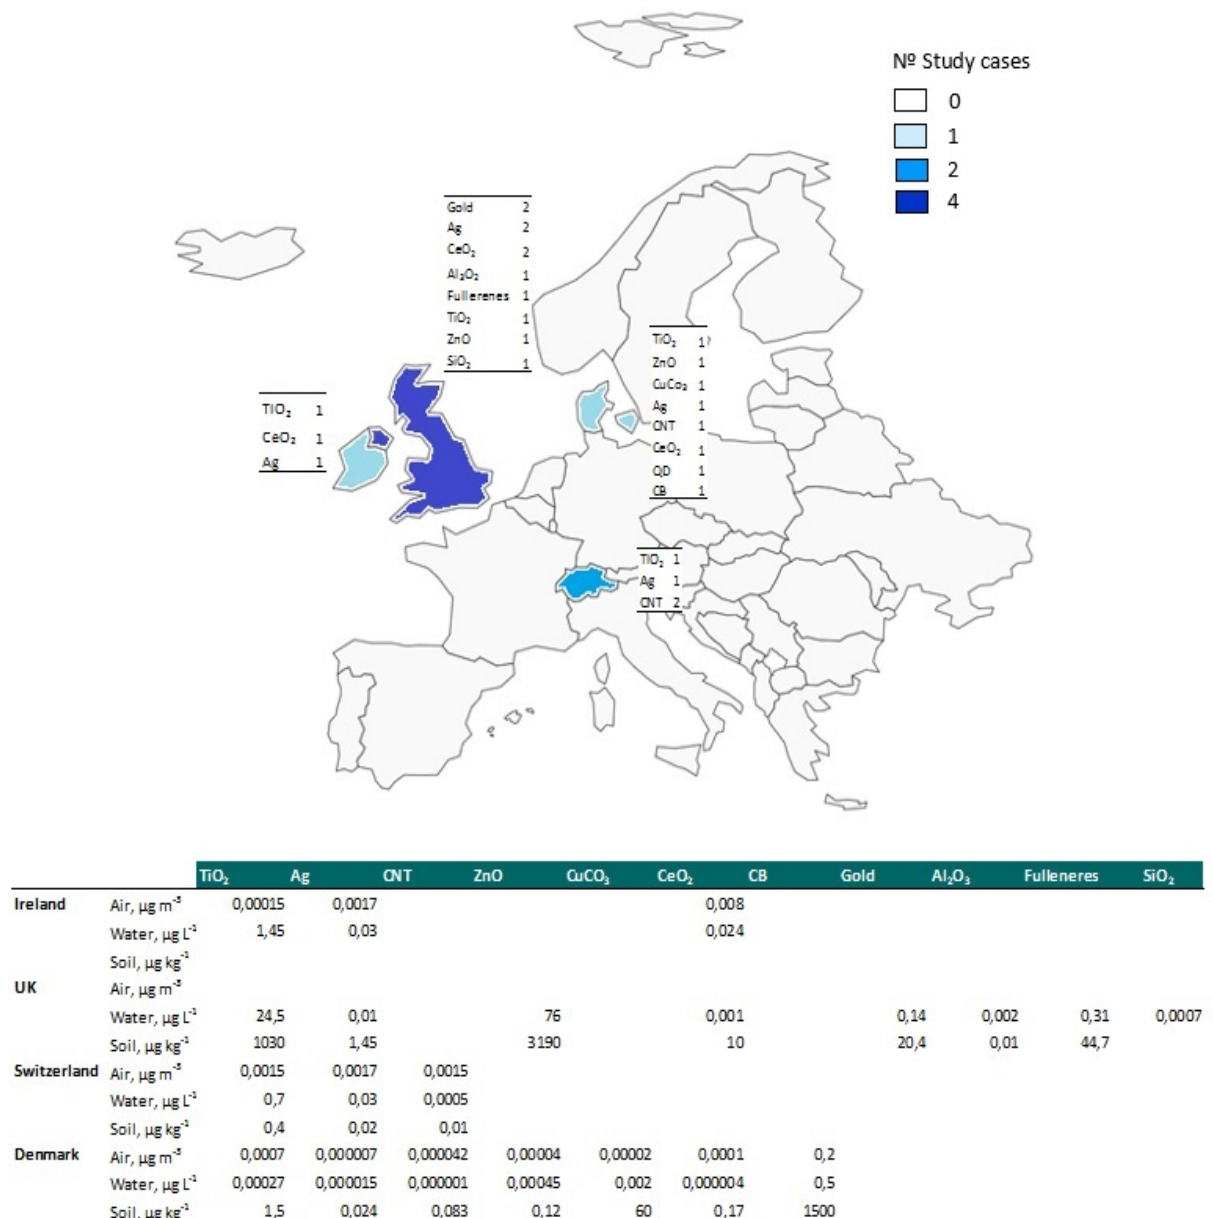 Nº Study cases
0
1
2
4
Gold 2
Ag 2
CeO₂ 2
Al₃O₂ 1
Fullerenes 1
TiO₂ 1
ZnO 1
SiO₂ 1
TiO₂ 1
ZnO 1
CuCo₃ 1
Ag 1
CNT 1
CeO₂ 1
QD 1
CB 1
TIO₂ 1
CeO₂ 1
Ag 1
TIO₂ 1
Ag 1
CNT 2
TiO₂ Ag CNT ZnO CuCO₃ CeO₂ CB Gold Al₂O₃ Fulleneres SiO₂
Ireland Air, µg m⁻³ 0,00015 0,0017 0,008
Water, µg L⁻¹ 1,45 0,03 0,024
Soil, µg kg⁻¹
UK Air, µg m⁻³
Water, µg L⁻¹ 24,5 0,01 76 0,001 0,14 0,002 0,31 0,0007
Soil, µg kg⁻¹ 1030 1,45 3190 10 20,4 0,01 44,7
Switzerland Air, µg m⁻³ 0,0015 0,0017 0,0015
Water, µg L⁻¹ 0,7 0,03 0,0005
Soil, µg kg⁻¹ 0,4 0,02 0,01
Denmark Air, µg m⁻³ 0,0007 0,000007 0,000042 0,00004 0,00002 0,0001 0,2
Water, µg L⁻¹ 0,00027 0,000015 0,000001 0,00045 0,002 0,000004 0,5
Soil, µg kg⁻¹ 1,5 0,024 0,083 0,12 60 0,17 1500